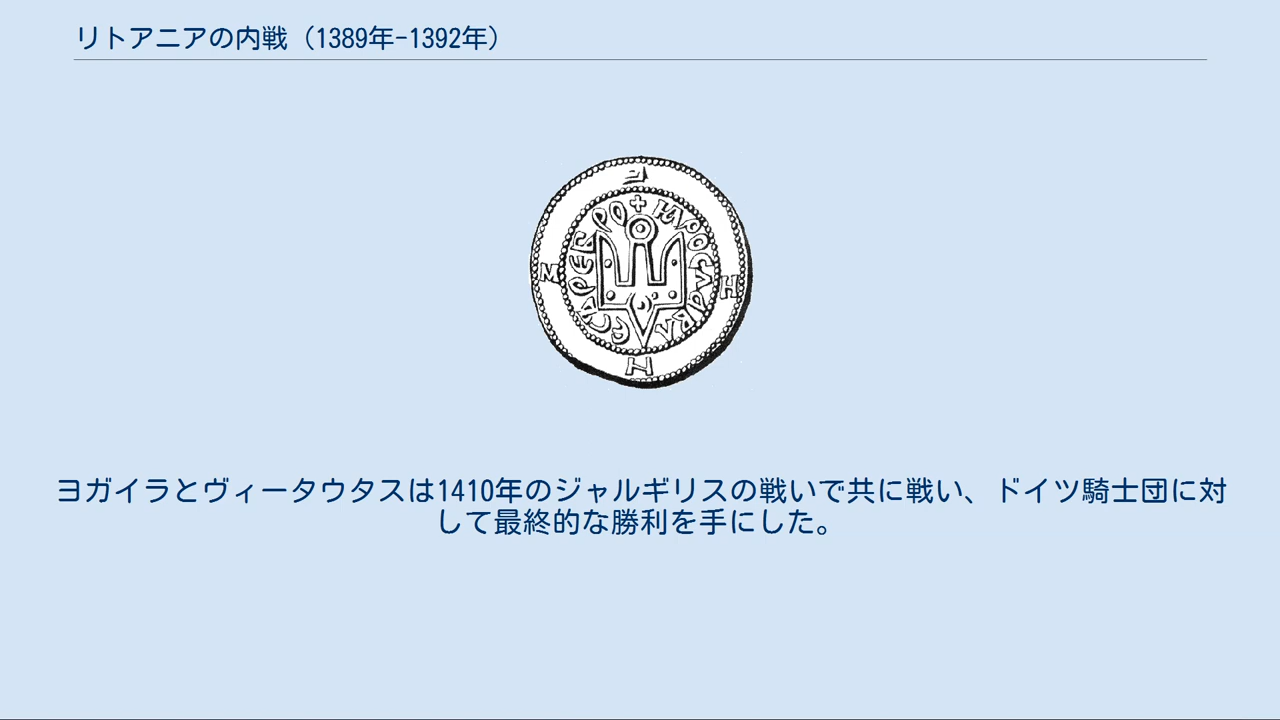 リトアニアの内戦（1389年-1392年）
ヨガイラとヴィータウタスは1410年のジャルギリスの戦いで共に戦い、ドイツ騎士団に対
して最終的な勝利を手にした。